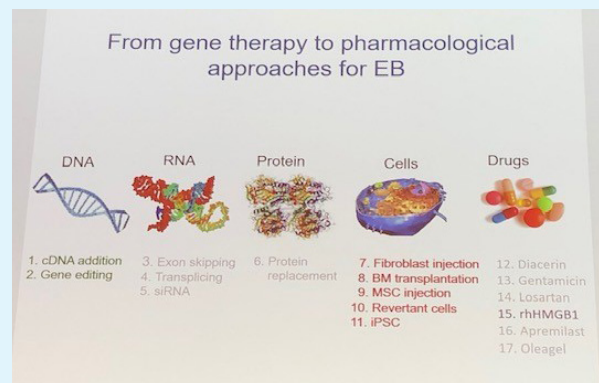 From gene therapy to pharmacological
approaches for EB
DNA
1. cDNA addition
2. Gene editing
RNA
3. Exon skipping
4. Transplicing
5. siRNA
Protein
6. Protein
replacement
Cells
7. Fibroblast injection
8. BM transplantation
9. MSC injection
10. Revertant cells
11. iPSC
Drugs
12. Diacerin
13. Gentamicin
14. Losartan
15. rhHMGB1
16. Apremilast
17. Oleagel